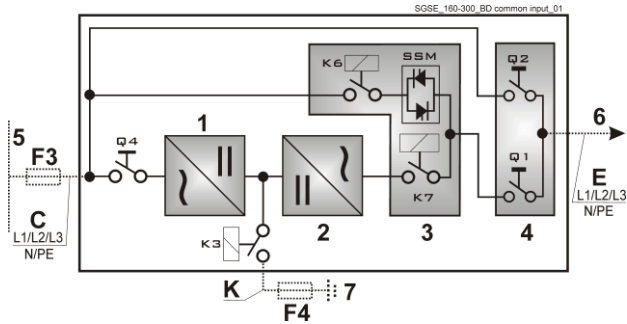 SGSE_160-300_BD common input_01
K6
SSM
Q2
5
Q4
1
6
F3
Q1
E
C
K7
L1/L2/L3
N/PE
L1/L2/L3
N/PE
K3
2
3
4
K
7
F4